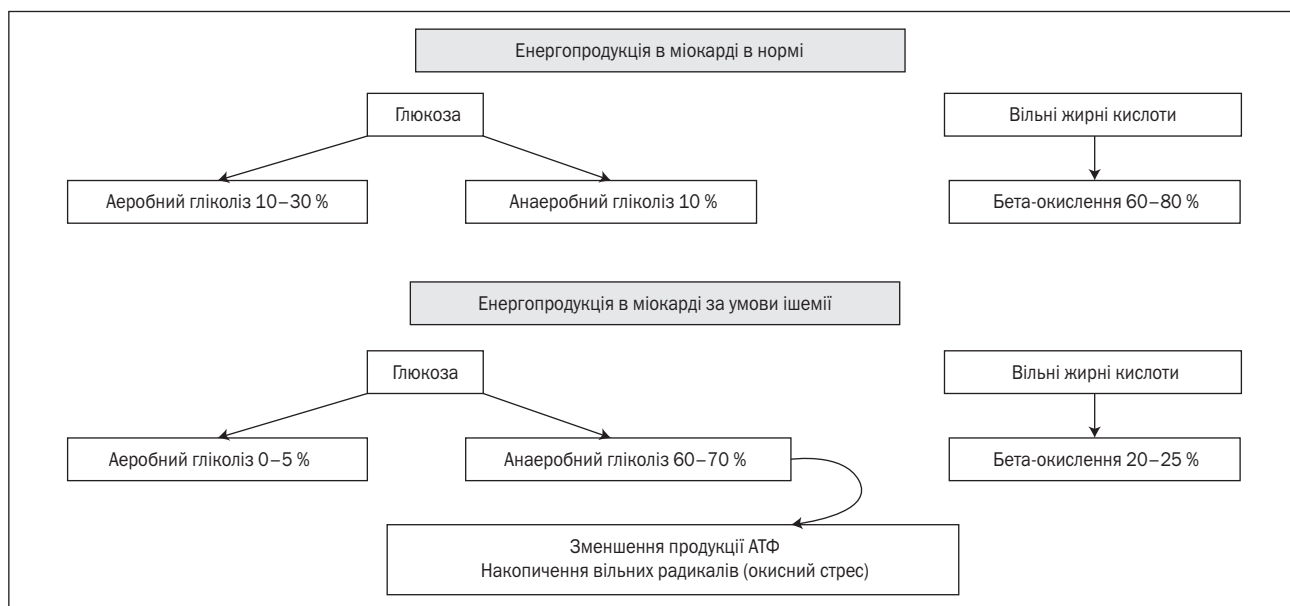 Енергопродукція в міокарді в нормі
Глюкоза
Вільні жирні кислоти
Аеробний гліколіз 10–30 %
Анаеробний гліколіз 10 %
Бета-окислення 60–80 %
Енергопродукція в міокарді за умови ішемії
Глюкоза
Вільні жирні кислоти
Аеробний гліколіз 0–5 %
Анаеробний гліколіз 60–70 %
Бета-окислення 20–25 %
Зменшення продукції АТФ
Накопичення вільних радикалів (окисний стрес)